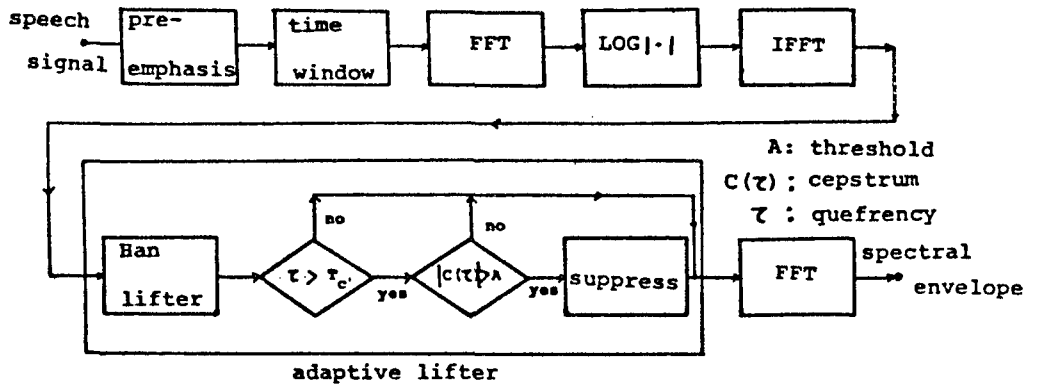 speech
signal
pre-
emphasis
time
window
FFT
LOG|·|
IFFT
A: threshold
C(τ) : cepstrum
τ : quefrency
Han
lifter
τ > Tc
no
yes
|C(τ)|>A
no
yes
suppress
FFT
spectral
envelope
adaptive lifter